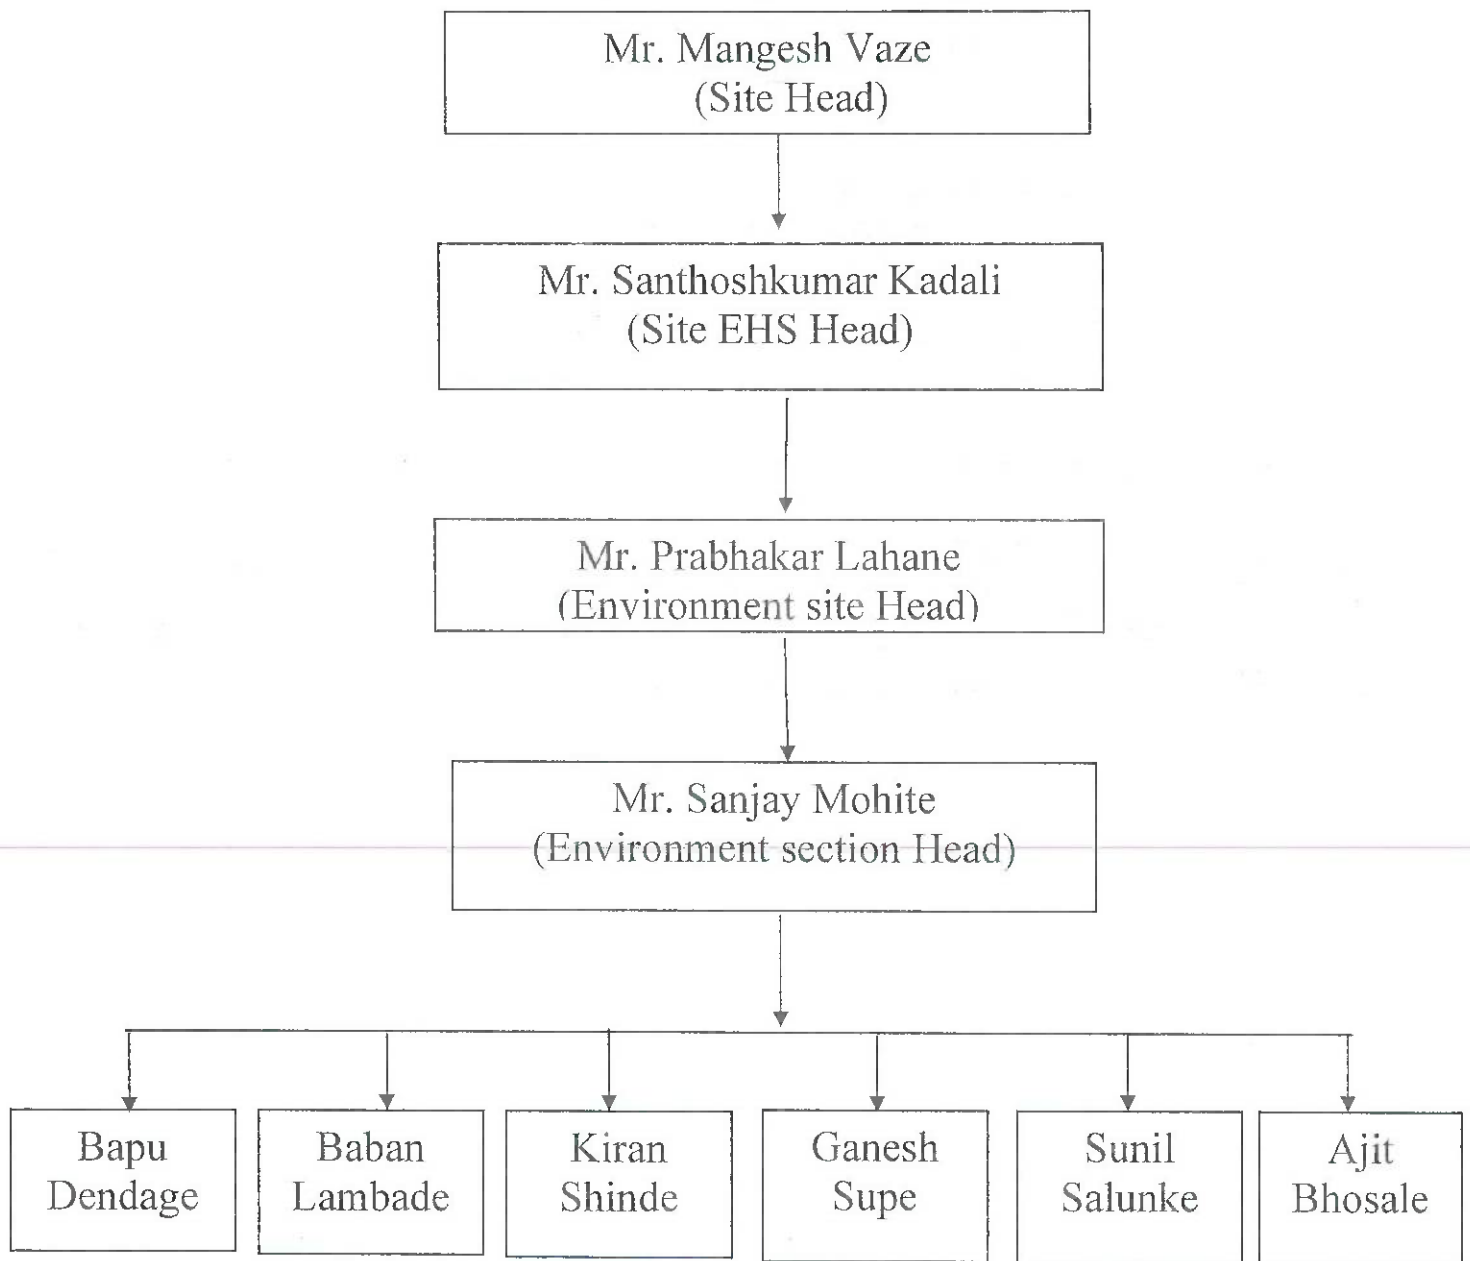 Mr. Mangesh Vaze
(Site Head)
Mr. Santhoshkumar Kadali
(Site EHS Head)
Mr. Prabhakar Lahane
(Environment site Head)
Mr. Sanjay Mohite
(Environment section Head)
Bapu
Dendage
Baban
Lambade
Kiran
Shinde
Ganesh
Supe
Sunil
Salunke
Ajit
Bhosale